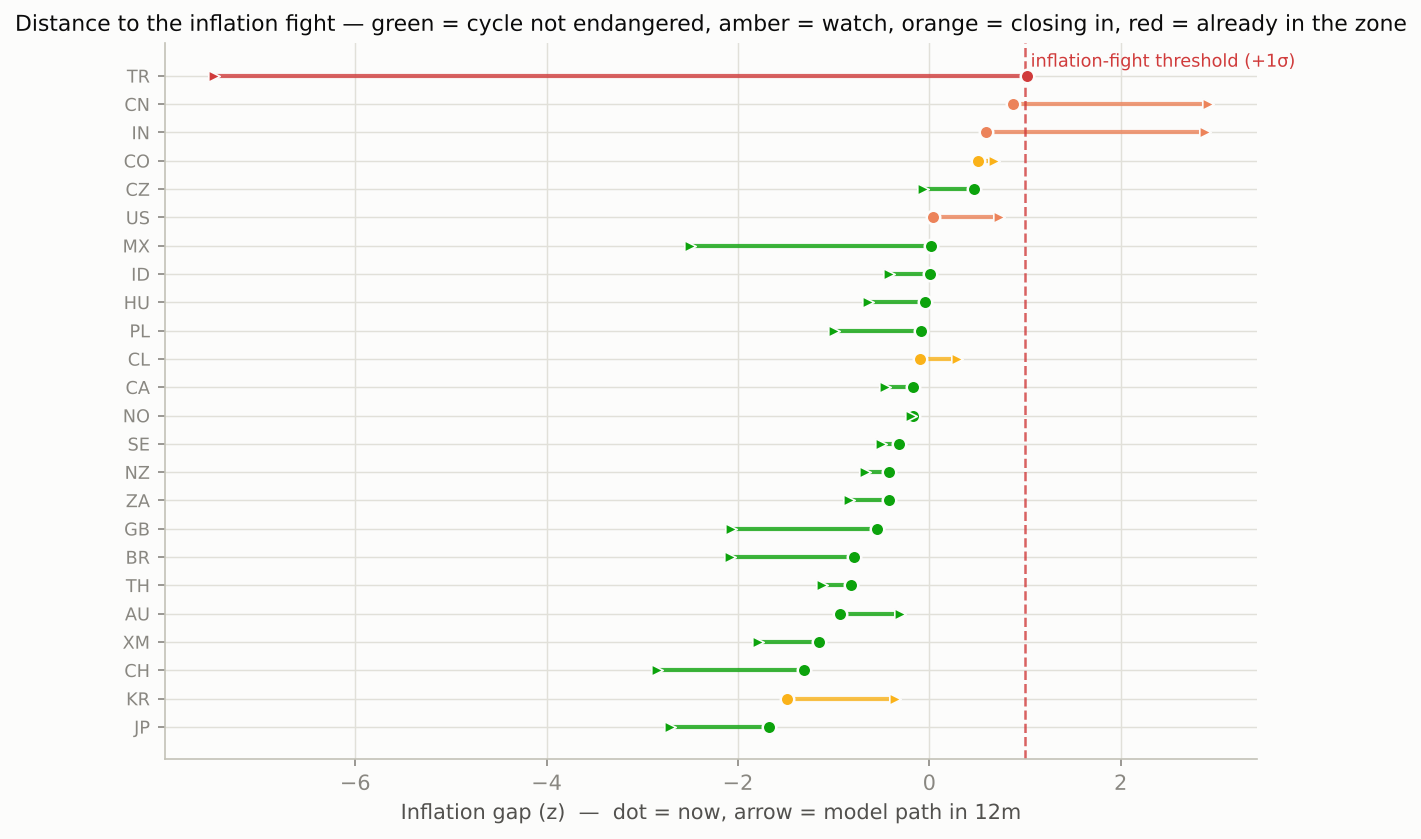 Distance to the inflation fight — green = cycle not endangered, amber = watch, orange = closing in, red = already in the zone
inflation-fight threshold (+1σ)
TR
CN
IN
CO
CZ
US
MX
ID
HU
PL
CL
CA
NO
SE
NZ
ZA
GB
BR
TH
AU
XM
CH
KR
JP
−6 −4 −2 0 2
Inflation gap (z) — dot = now, arrow = model path in 12m